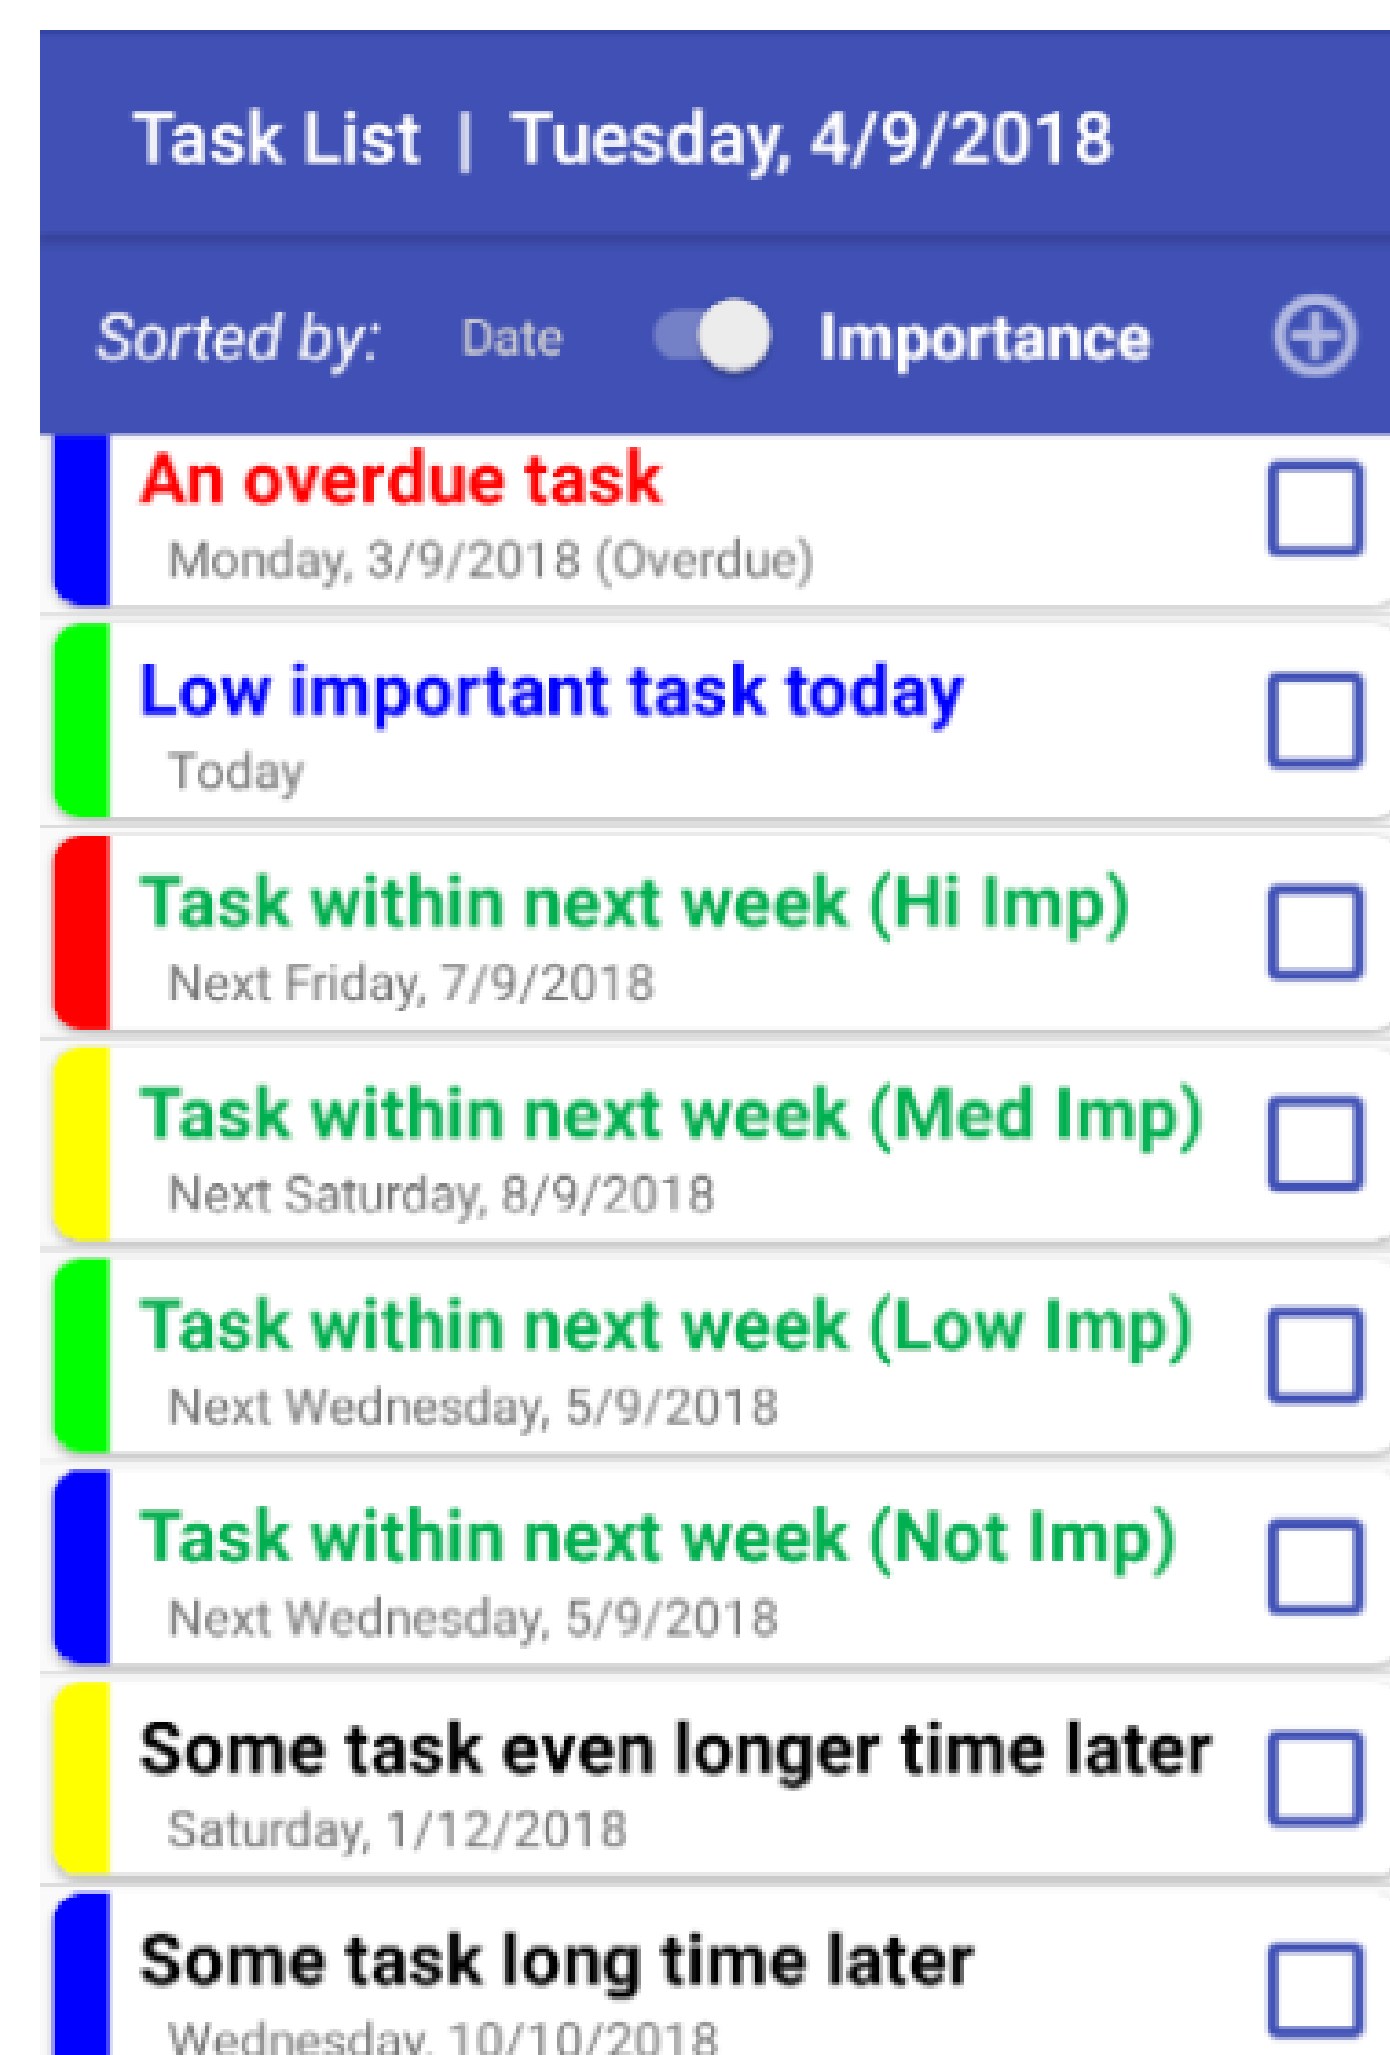 Task List | Tuesday, 4/9/2018
Sorted by: Date Importance
An overdue task
Monday, 3/9/2018 (Overdue)
Low important task today
Today
Task within next week (Hi Imp)
Next Friday, 7/9/2018
Task within next week (Med Imp)
Next Saturday, 8/9/2018
Task within next week (Low Imp)
Next Wednesday, 5/9/2018
Task within next week (Not Imp)
Next Wednesday, 5/9/2018
Some task even longer time later
Saturday, 1/12/2018
Some task long time later
Wednesday, 10/10/2018